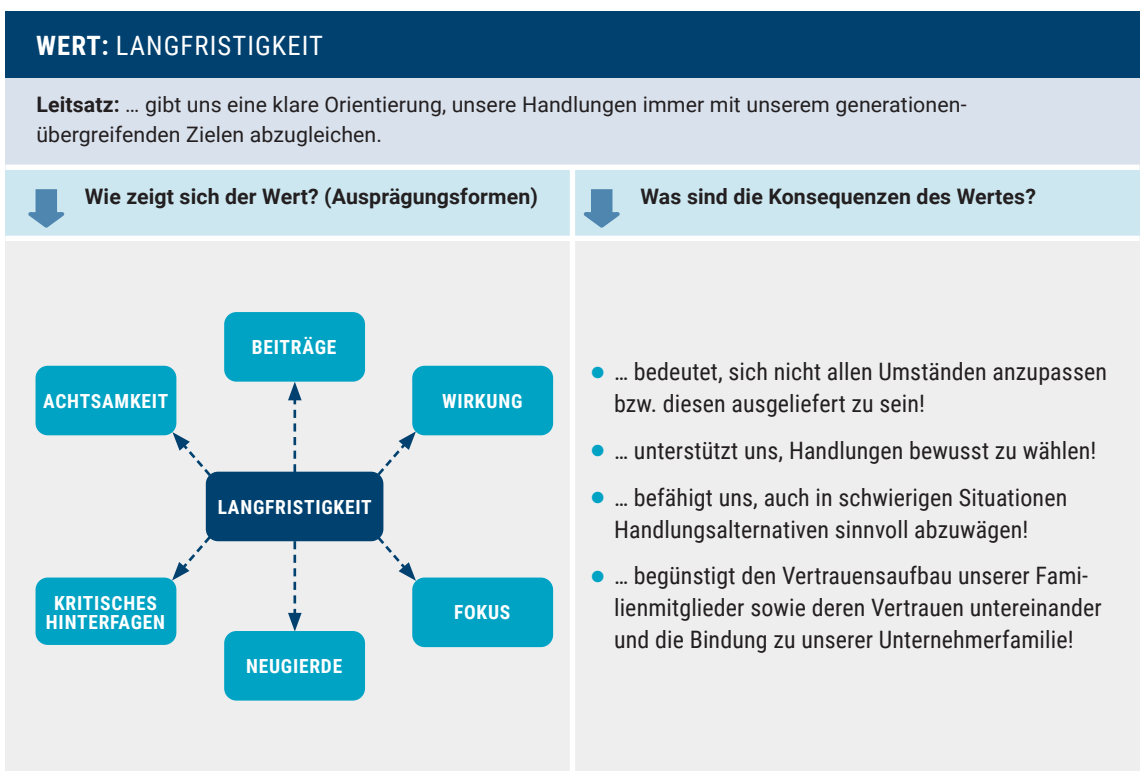 WERT: LANGFRISTIGKEIT
Leitsatz: … gibt uns eine klare Orientierung, unsere Handlungen immer mit unserem generationen-
übergreifenden Zielen abzugleichen.
Wie zeigt sich der Wert? (Ausprägungsformen)
BEITRÄGE
ACHTSAMKEIT
WIRKUNG
LANGFRISTIGKEIT
KRITISCHES
HINTERFAGEN
FOKUS
NEUGIERDE
Was sind die Konsequenzen des Wertes?
… bedeutet, sich nicht allen Umständen anzupassen
bzw. diesen ausgeliefert zu sein!
… unterstützt uns, Handlungen bewusst zu wählen!
… befähigt uns, auch in schwierigen Situationen
Handlungsalternativen sinnvoll abzuwägen!
… begünstigt den Vertrauensaufbau unserer Fami-
lienmitglieder sowie deren Vertrauen untereinander
und die Bindung zu unserer Unternehmerfamilie!